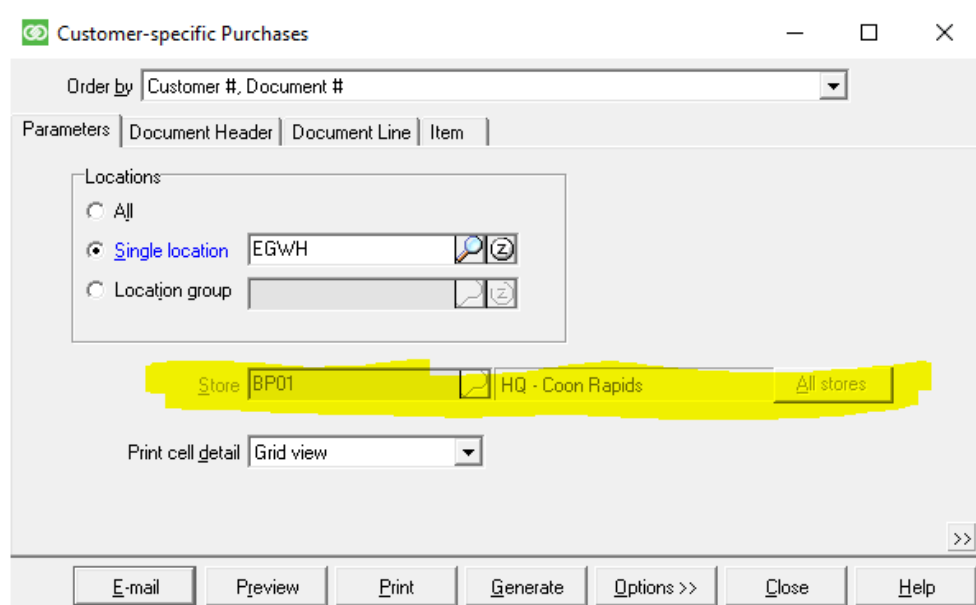 Customer-specific Purchases
Order by Customer #, Document #
Parameters Document Header Document Line Item
Locations
All
Single location EGWH
Location group
Store BP01 HQ - Coon Rapids All stores
Print cell detail Grid view
>>
E-mail Preview Print Generate Options >> Close Help